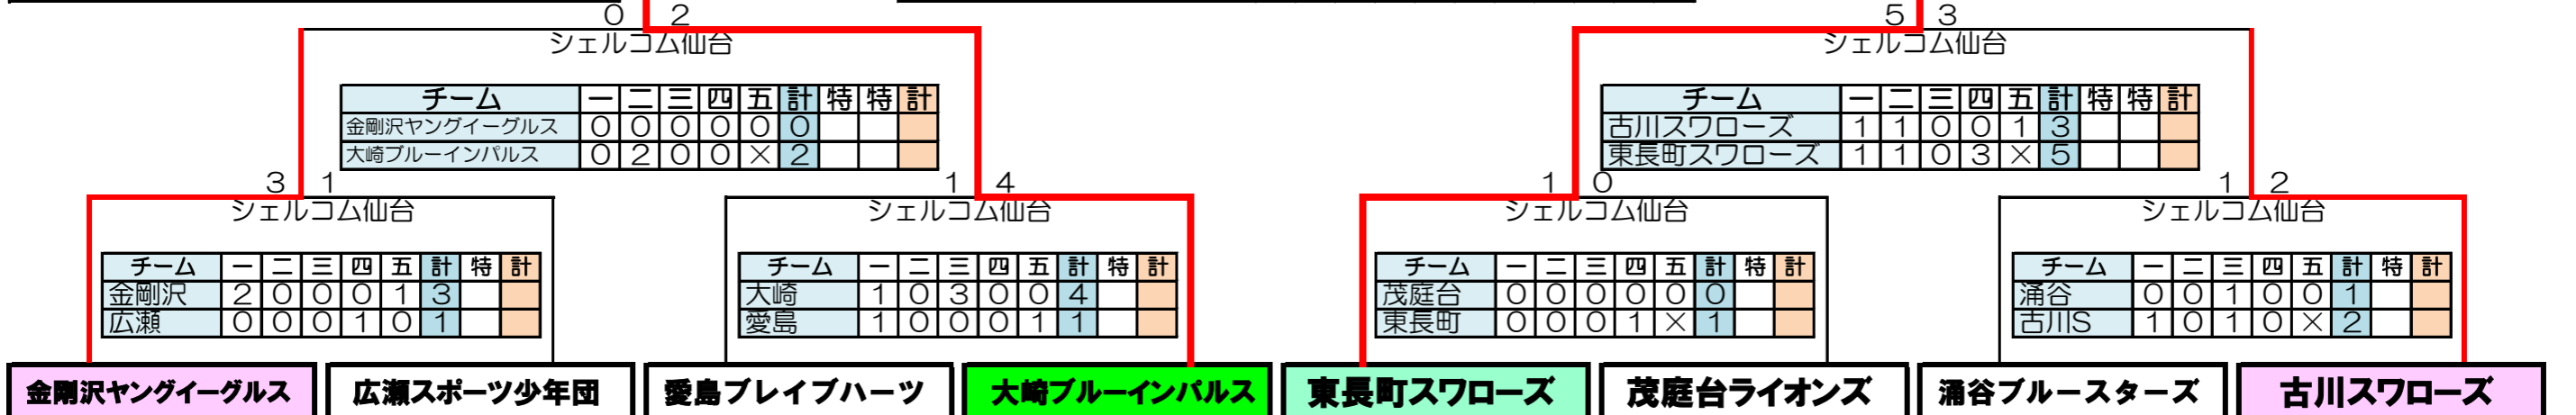 0 2 5 3
シェルコム仙台 シェルコム仙台
チーム 一 二 三 四 五 計 特 特 計
金剛沢ヤングイーグルス 0 0 0 0 0 0
大崎ブルーインパルス 0 2 0 0 × 2
チーム 一 二 三 四 五 計 特 特 計
古川スワローズ 1 1 0 0 1 3
東長町スワローズ 1 1 0 3 × 5
3 1 1 4 1 0 1 2
シェルコム仙台 シェルコム仙台 シェルコム仙台 シェルコム仙台
チーム 一 二 三 四 五 計 特 計
金剛沢 2 0 0 0 1 3
広瀬 0 0 0 1 0 1
チーム 一 二 三 四 五 計 特 計
大崎 1 0 3 0 0 4
愛島 1 0 0 0 1 1
チーム 一 二 三 四 五 計 特 計
茂庭台 0 0 0 0 0 0
東長町 0 0 0 1 × 1
チーム 一 二 三 四 五 計 特 計
涌谷 0 0 1 0 0 1
古川S 1 0 1 0 × 2
金剛沢ヤングイーグルス 広瀬スポーツ少年団 愛島ブレイブハーツ 大崎ブルーインパルス 東長町スワローズ 茂庭台ライオンズ 涌谷ブルースターズ 古川スワローズ